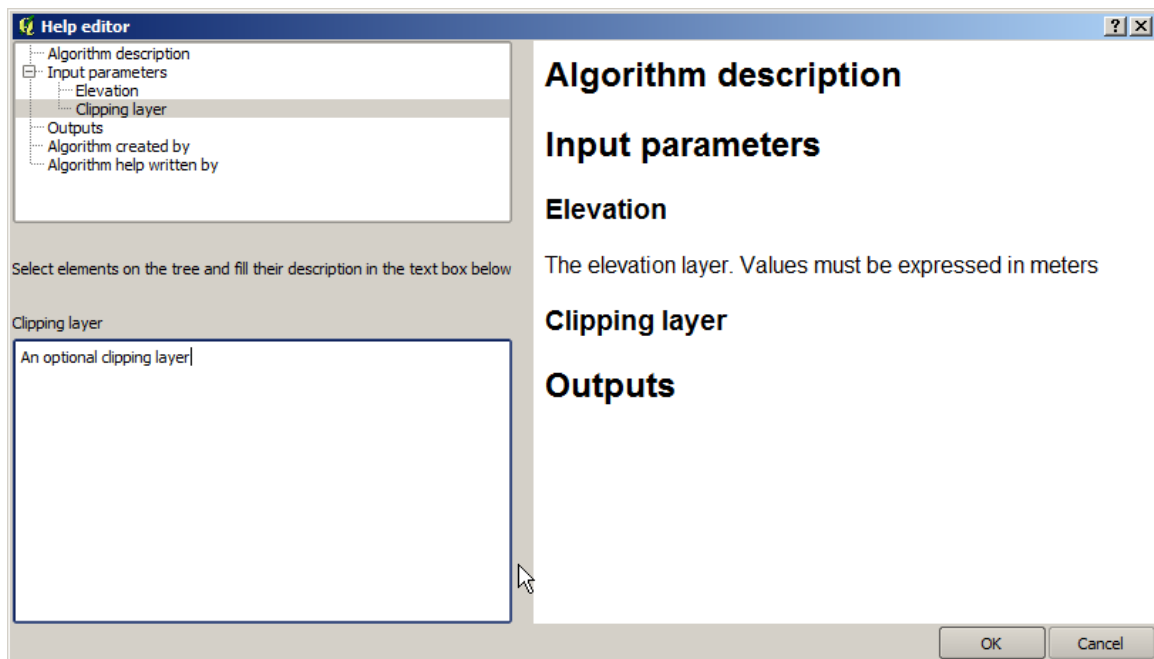 Help editor
Algorithm description
Input parameters
Elevation
Clipping layer
Outputs
Algorithm created by
Algorithm help written by
Select elements on the tree and fill their description in the text box below
Clipping layer
An optional clipping layer
Algorithm description
Input parameters
Elevation
The elevation layer. Values must be expressed in meters
Clipping layer
Outputs
OK
Cancel